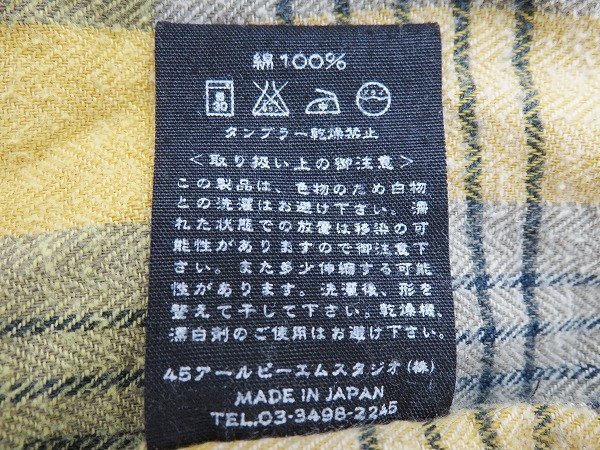 綿100%
タンブラー乾燥禁止
<取り扱い上の御注意>
この製品は、色物のため白物
との洗濯はお避け下さい。濡
れた状態での放置は移染の可
能性がありますので御注意下
さい。また多少伸縮する可能
性があります。洗濯後、形を
整えて干して下さい。乾燥機、
漂白剤のご使用はお避け下さい。
45アールピーエムスタジオ(株)
MADE IN JAPAN
TEL.03-3498-2245